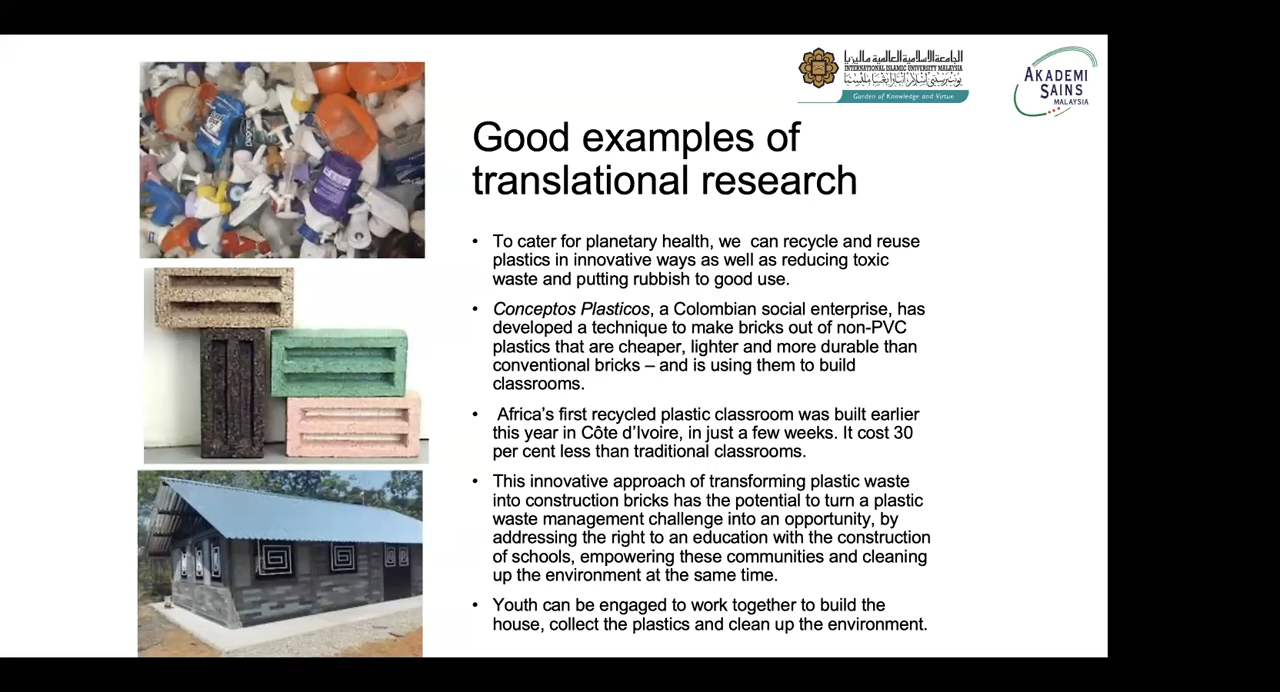 الجامعة الإسلامية العالمية ماليزيا
INTERNATIONAL ISLAMIC UNIVERSITY MALAYSIA
Garden of Knowledge and Virtue
AKADEMI
SAINS
MALAYSIA
Good examples of
translational research
• To cater for planetary health, we  can recycle and reuse
plastics in innovative ways as well as reducing toxic
waste and putting rubbish to good use.
• Conceptos Plasticos, a Colombian social enterprise, has
developed a technique to make bricks out of non-PVC
plastics that are cheaper, lighter and more durable than
conventional bricks – and is using them to build
classrooms.
• Africa’s first recycled plastic classroom was built earlier
this year in Côte d’Ivoire, in just a few weeks. It cost 30
per cent less than traditional classrooms.
• This innovative approach of transforming plastic waste
into construction bricks has the potential to turn a plastic
waste management challenge into an opportunity, by
addressing the right to an education with the construction
of schools, empowering these communities and cleaning
up the environment at the same time.
• Youth can be engaged to work together to build the
house, collect the plastics and clean up the environment.